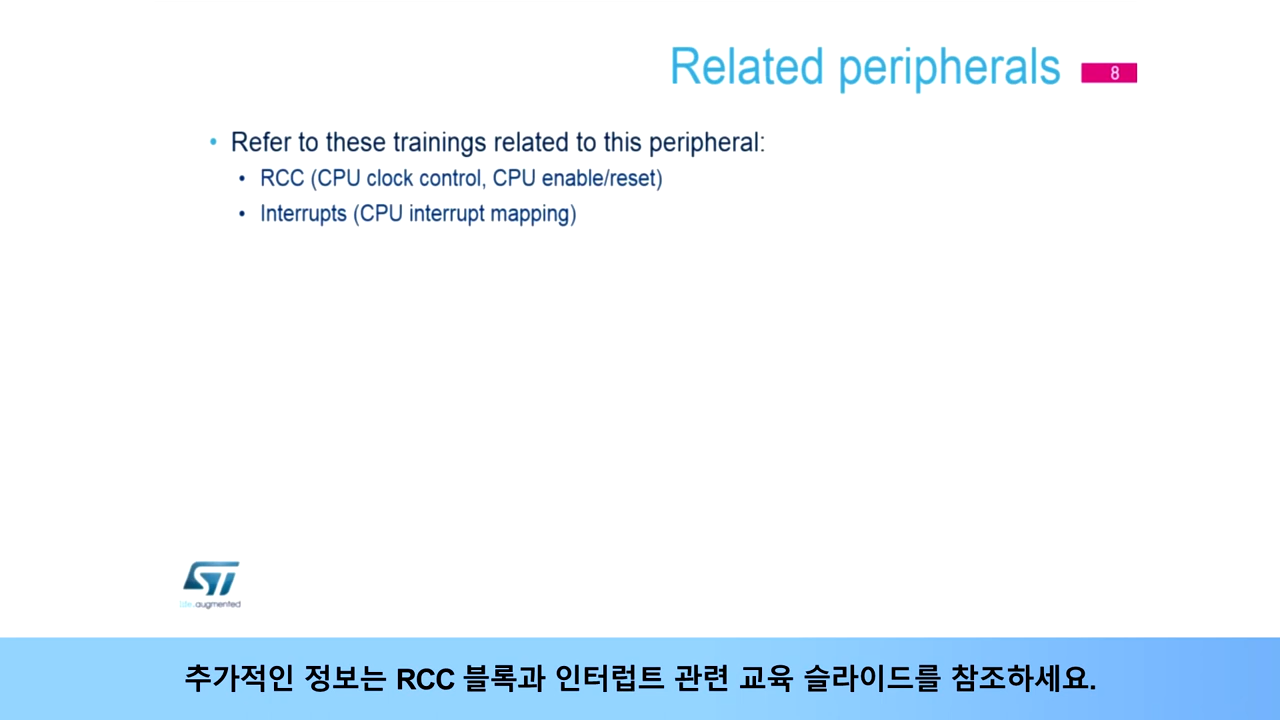 Related peripherals
8
• Refer to these trainings related to this peripheral:
• RCC (CPU clock control, CPU enable/reset)
• Interrupts (CPU interrupt mapping)
ST
life.augmented
추가적인 정보는 RCC 블록과 인터럽트 관련 교육 슬라이드를 참조하세요.